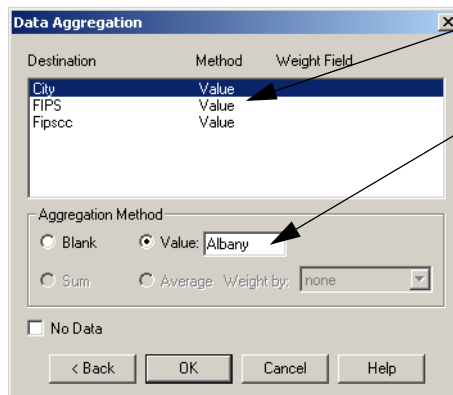 Data Aggregation
Destination Method Weight Field
City Value
FIPS Value
Fipscc Value
Aggregation Method
Blank Value: Albany
Sum Average Weight by: none
No Data
< Back OK Cancel Help